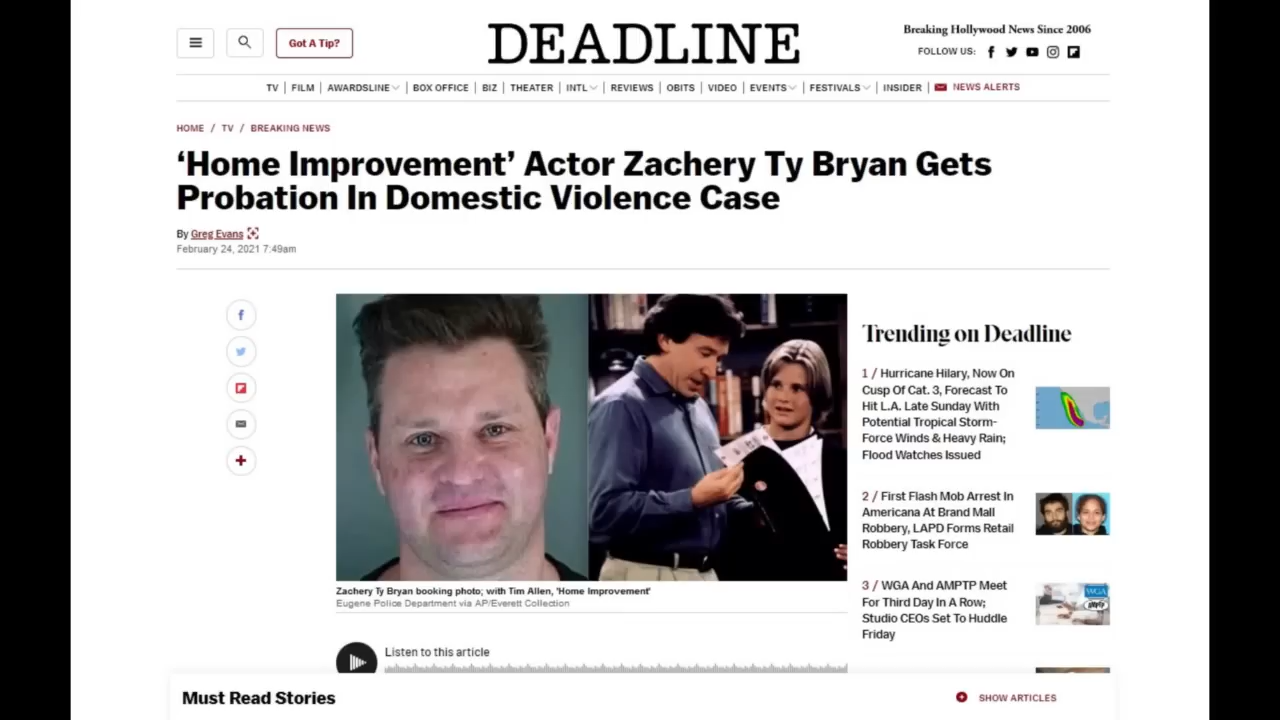 Got A Tip?
DEADLINE
Breaking Hollywood News Since 2006
FOLLOW US:
TV | FILM | AWARDSLINE | BOX OFFICE | BIZ | THEATER | INTL | REVIEWS | OBITS | VIDEO | EVENTS | FESTIVALS | INSIDER | NEWS ALERTS
HOME / TV / BREAKING NEWS
‘Home Improvement’ Actor Zachery Ty Bryan Gets
Probation In Domestic Violence Case
By Greg Evans
February 24, 2021 7:49am
Zachery Ty Bryan booking photo; with Tim Allen, 'Home Improvement'
Eugene Police Department via AP/Everett Collection
Listen to this article
Trending on Deadline
1 / Hurricane Hilary, Now On
Cusp Of Cat. 3, Forecast To
Hit L.A. Late Sunday With
Potential Tropical Storm-
Force Winds & Heavy Rain;
Flood Watches Issued
2 / First Flash Mob Arrest In
Americana At Brand Mall
Robbery, LAPD Forms Retail
Robbery Task Force
3 / WGA And AMPTP Meet
For Third Day In A Row;
Studio CEOs Set To Huddle
Friday
WGA
AMPTP
Must Read Stories
SHOW ARTICLES